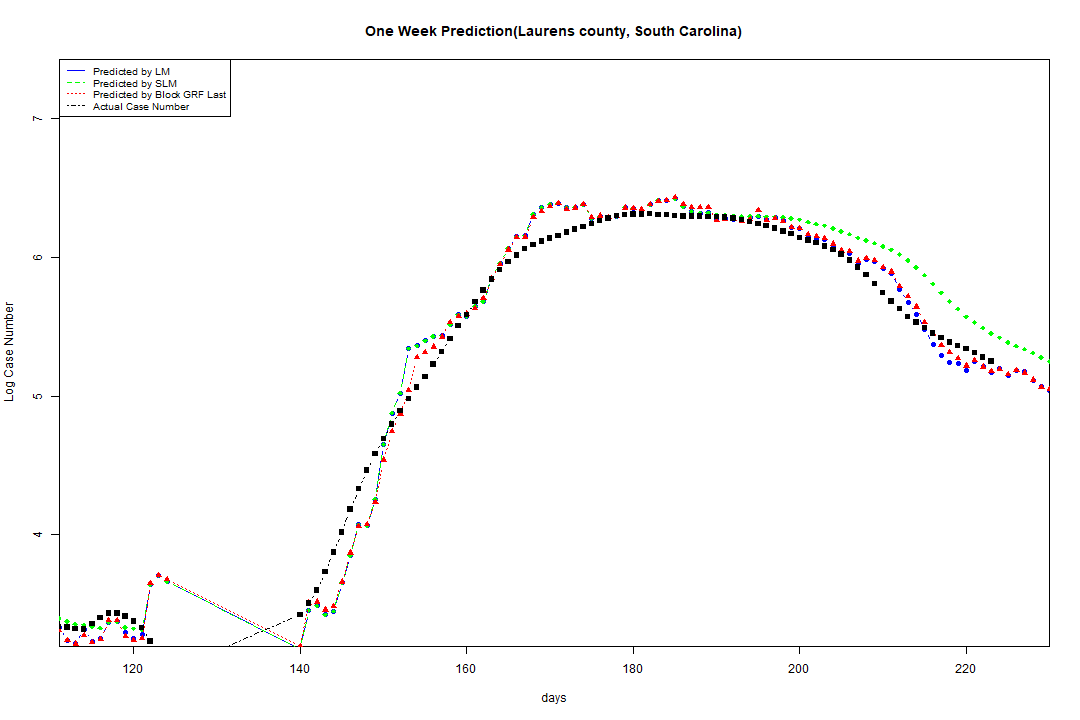 One Week Prediction(Laurens county, South Carolina)
Predicted by LM
Predicted by SLM
Predicted by Block GRF Last
Actual Case Number
7
6
5
4
Log Case Number
120 140 160 180 200 220
days